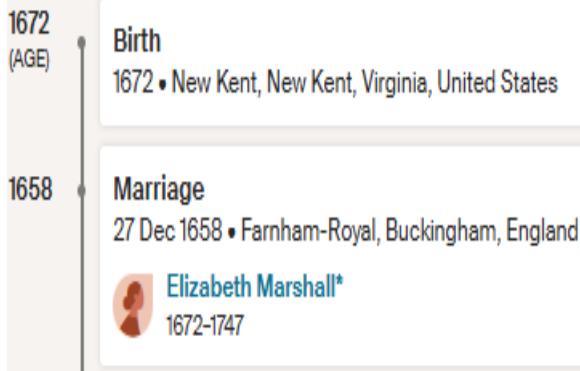 1672
(AGE)
Birth
1672 • New Kent, New Kent, Virginia, United States
1658
Marriage
27 Dec 1658 • Farnham-Royal, Buckingham, England
Elizabeth Marshall*
1672–1747